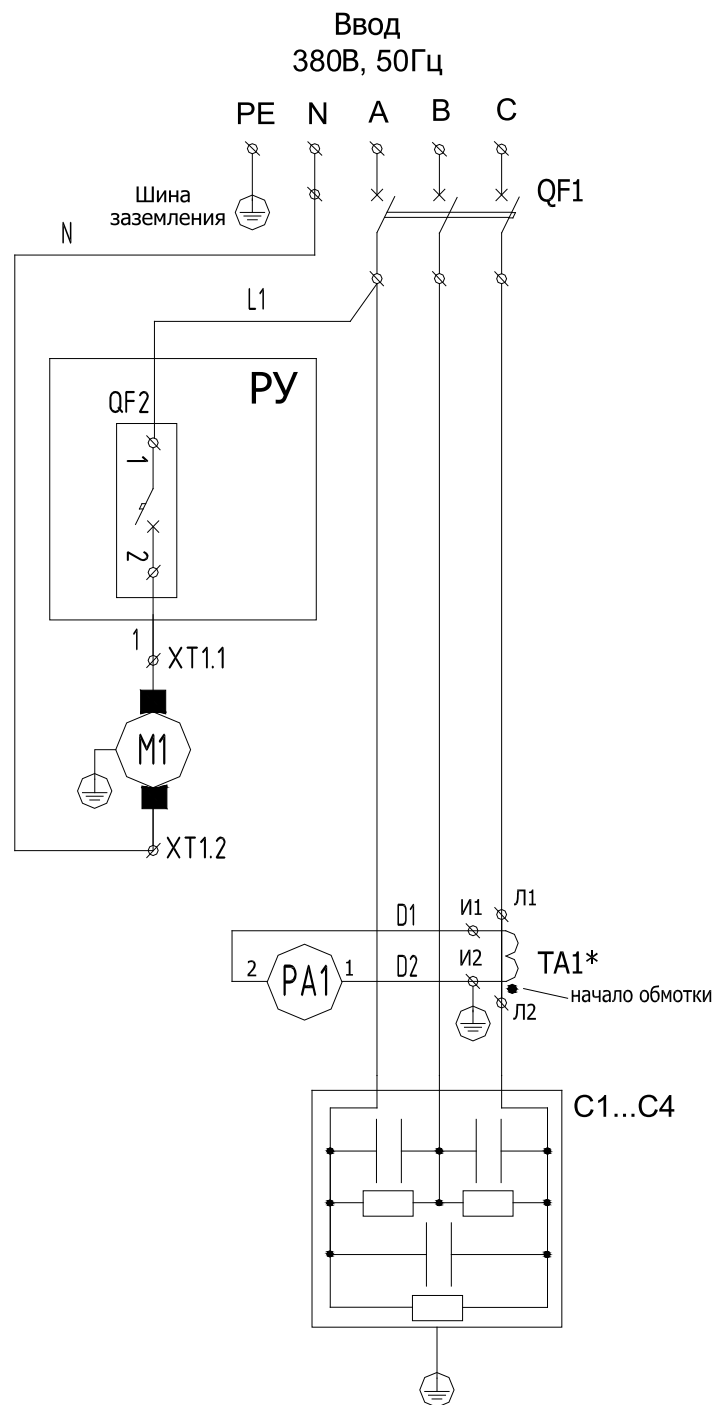 Ввод
380В, 50Гц
PE N A B C
QF1
Шина
заземления
N
L1
РУ
QF2
1
2
1
XT1.1
M1
XT1.2
Л1
И1
D1
TA1*
И2
D2
1
2
PA1
начало обмотки
Л2
C1...C4